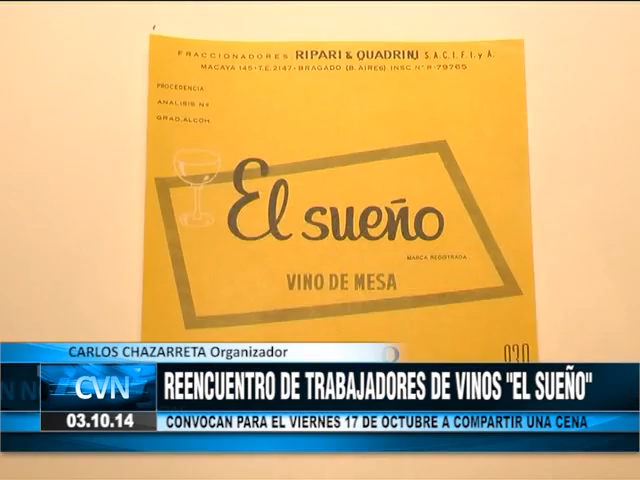 FRACCIONADORES RIPARI & QUADRINI S.A.C.I.F.I. y A.
MACAYA 145 - T.E. 2147 - BRAGADO (B. AIRES) INSC. Nº R-79765
PROCEDENCIA
ANALISIS Nº
GRAD. ALCOH.
El sueño
MARCA REGISTRADA
VINO DE MESA
030
CARLOS CHAZARRETA Organizador
CVN
REENCUENTRO DE TRABAJADORES DE VINOS "EL SUEÑO"
03.10.14
CONVOCAN PARA EL VIERNES 17 DE OCTUBRE A COMPARTIR UNA CENA